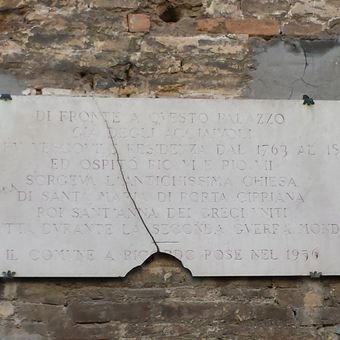 DI FRONTE A QUESTO PALAZZO
GIÀ DEGLI ACCIAIUOLI
RESIDENZA DAL 1763 AL
ED OSPITÒ PIO VI E PIO VII
SORGEVA L'ANTICHISSIMA CHIESA
DI SANTA MARIA DI PORTA CIPRIANA
POI SANT'ANNA DEI GRECI UNITI
DURANTE LA SECONDA GUERRA
IL COMUNE A RICORDO POSE NEL 1956